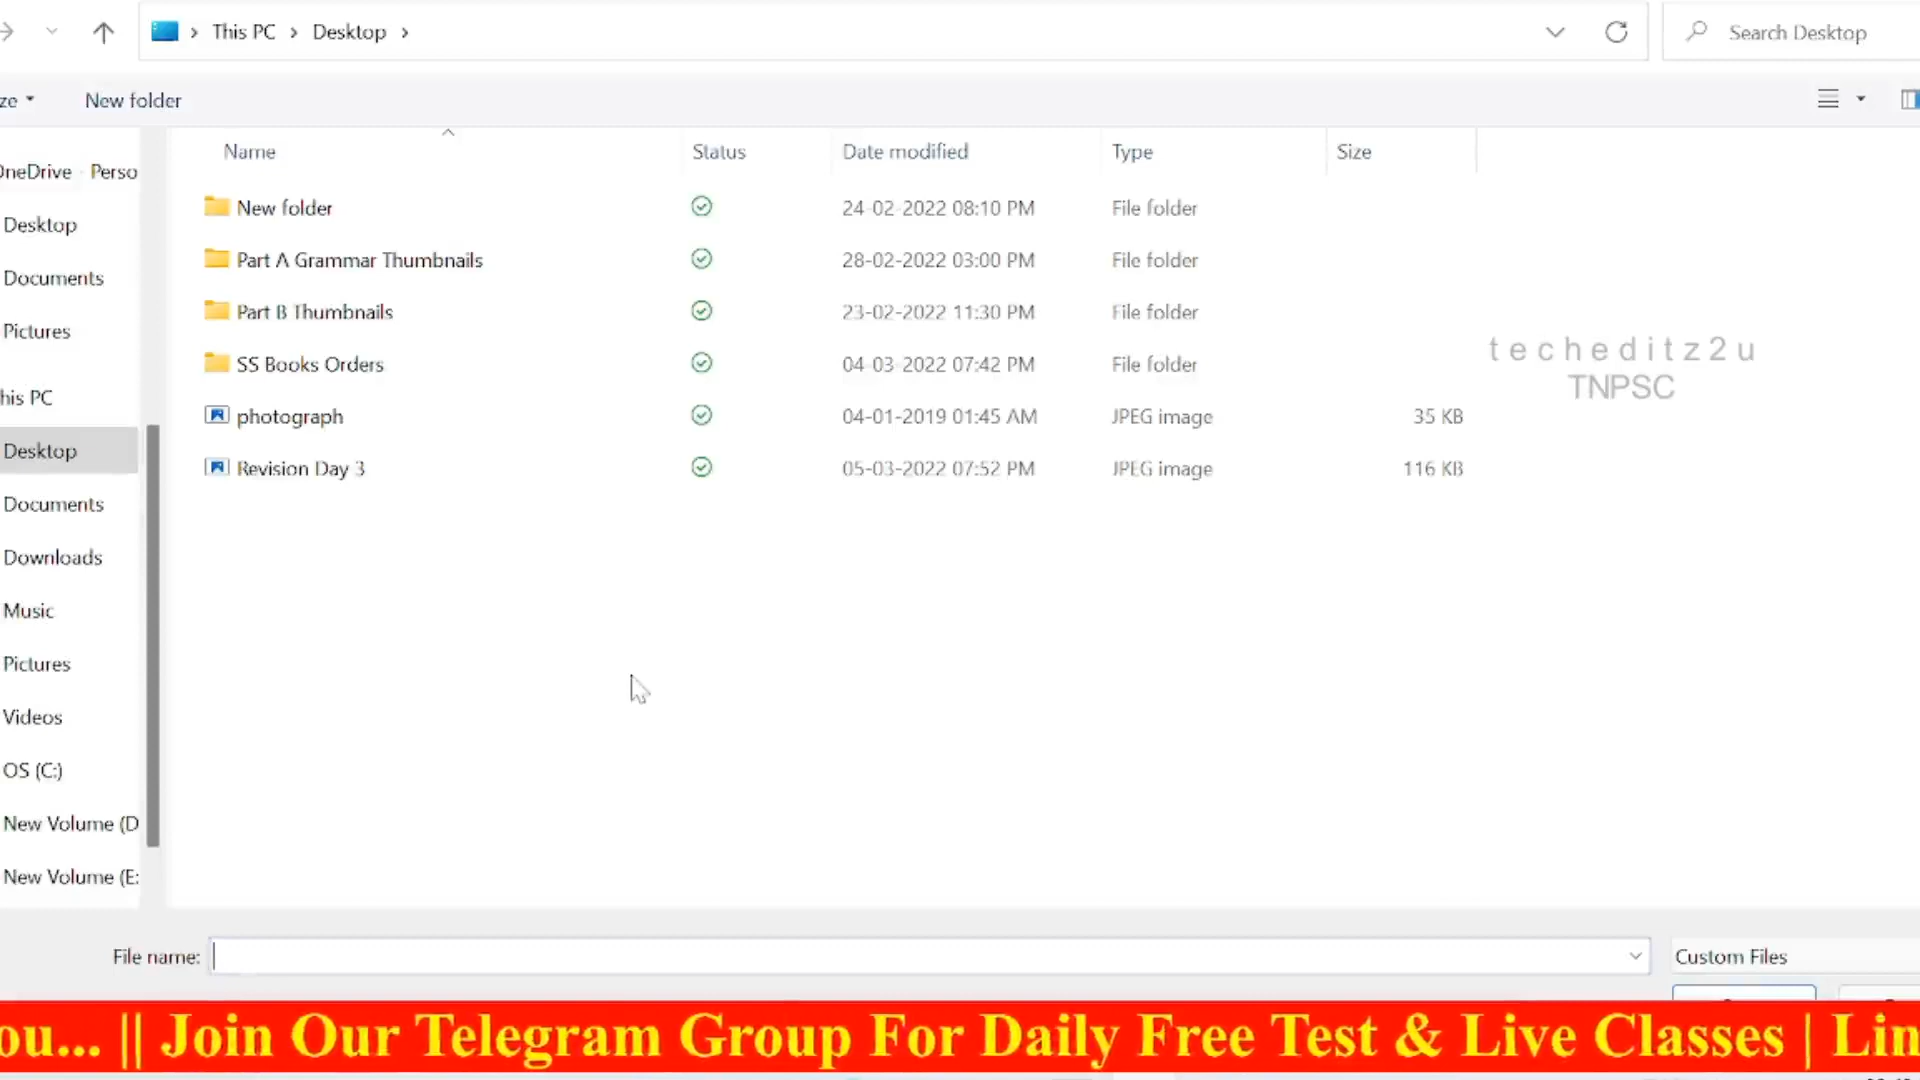 This PC Desktop Search Desktop
New folder
Name Status Date modified Type Size
OneDrive Perso
Desktop
Documents
Pictures
his PC
Desktop
Documents
Downloads
Music
Pictures
Videos
OS (C:)
New Volume (D
New Volume (E:
New folder 24-02-2022 08:10 PM File folder
Part A Grammar Thumbnails 28-02-2022 03:00 PM File folder
Part B Thumbnails 23-02-2022 11:30 PM File folder
SS Books Orders 04-03-2022 07:42 PM File folder
photograph 04-01-2019 01:45 AM JPEG image 35 KB
Revision Day 3 05-03-2022 07:52 PM JPEG image 116 KB
techeditz2u
TNPSC
File name: Custom Files
ou... || Join Our Telegram Group For Daily Free Test & Live Classes | Lin